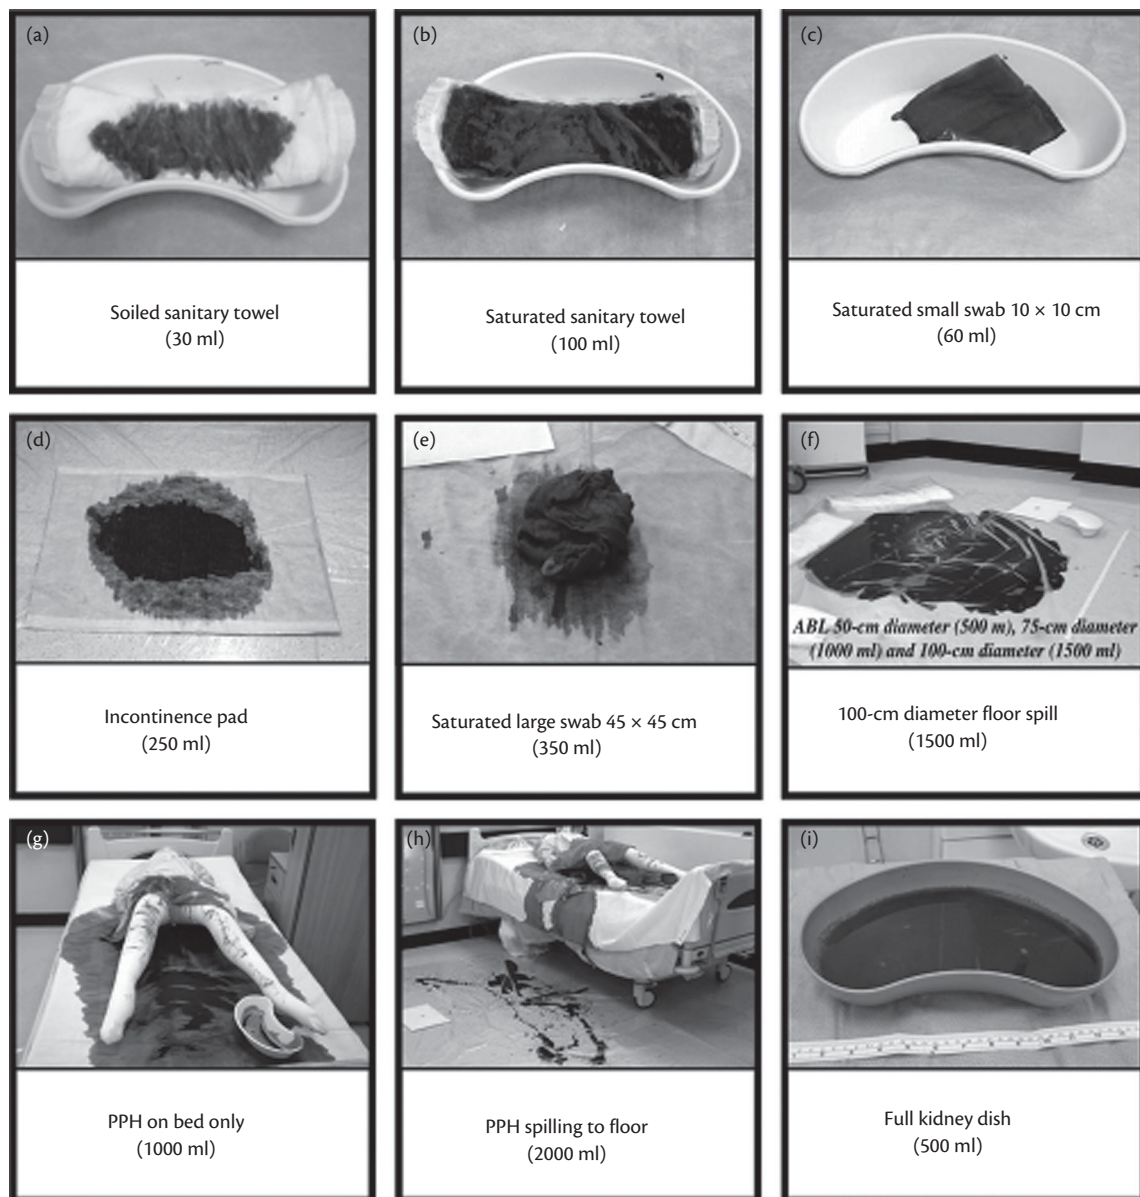 (a)
Soiled sanitary towel
(30 ml)
(b)
Saturated sanitary towel
(100 ml)
(c)
Saturated small swab 10 × 10 cm
(60 ml)
(d)
Incontinence pad
(250 ml)
(e)
Saturated large swab 45 × 45 cm
(350 ml)
(f)
ABL 50-cm diameter (500 m), 75-cm diameter
(1000 ml) and 100-cm diameter (1500 ml)
100-cm diameter floor spill
(1500 ml)
(g)
PPH on bed only
(1000 ml)
(h)
PPH spilling to floor
(2000 ml)
(i)
Full kidney dish
(500 ml)